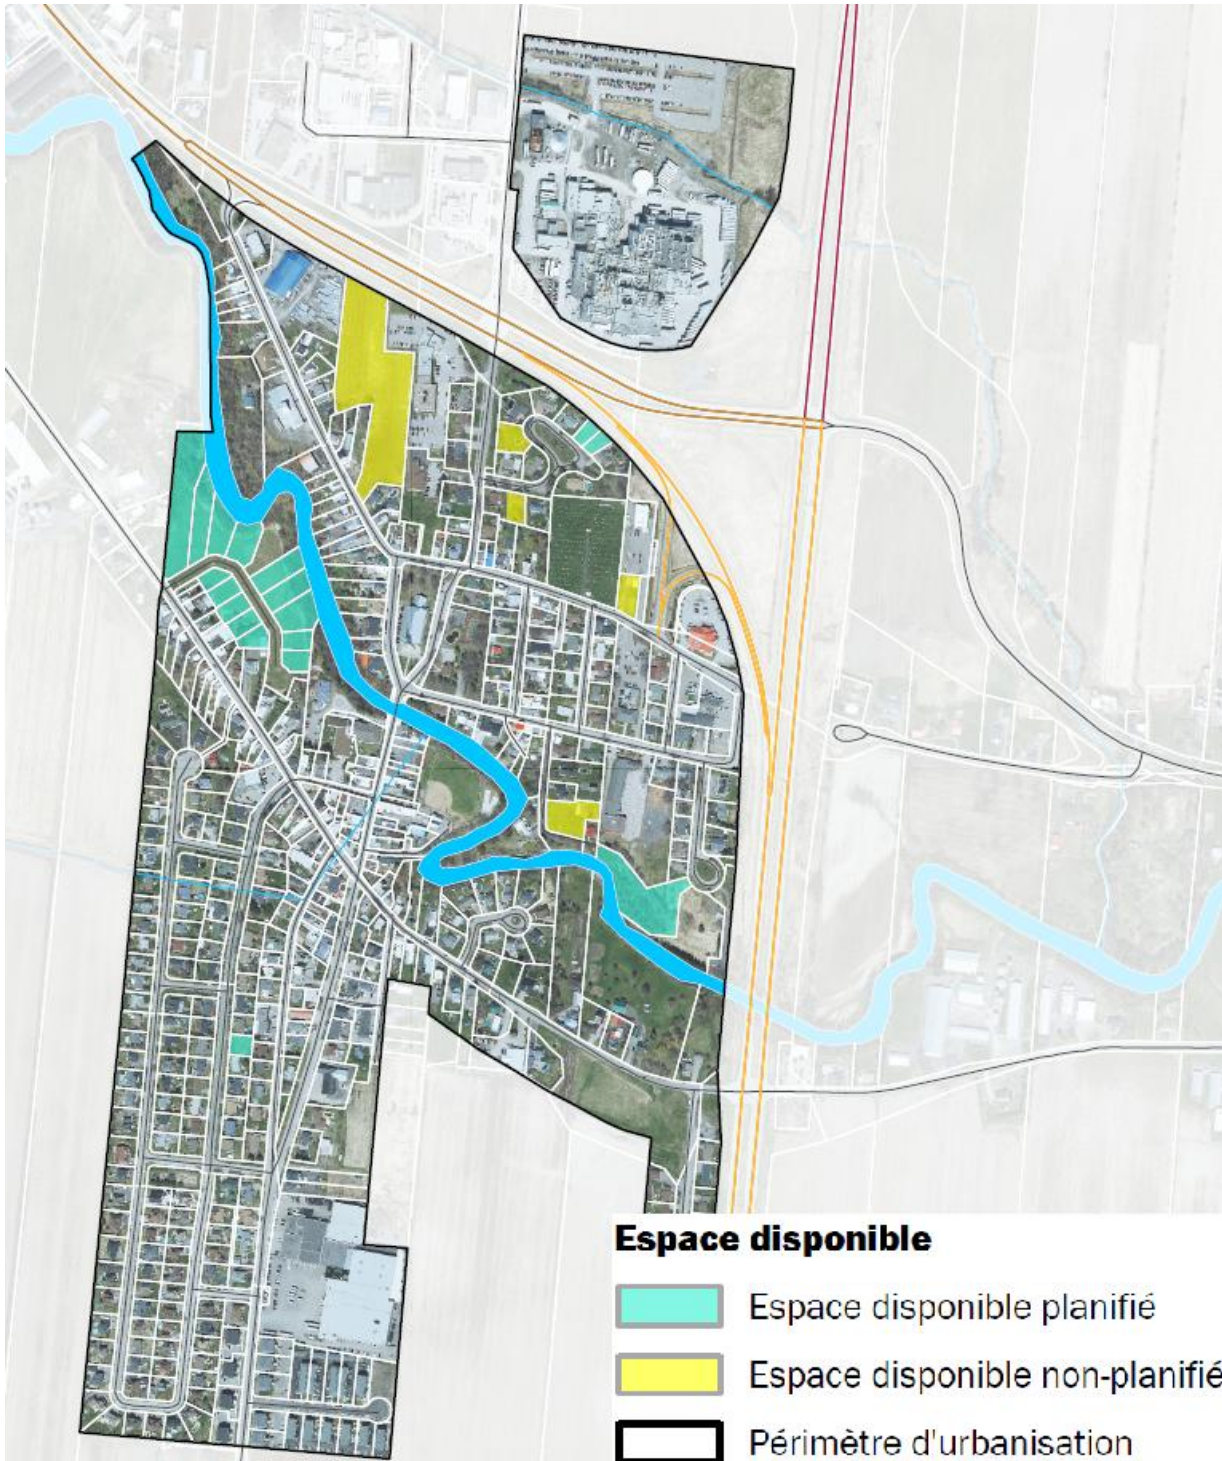 Espace disponible
Espace disponible planifié
Espace disponible non-planifié
Périmètre d'urbanisation